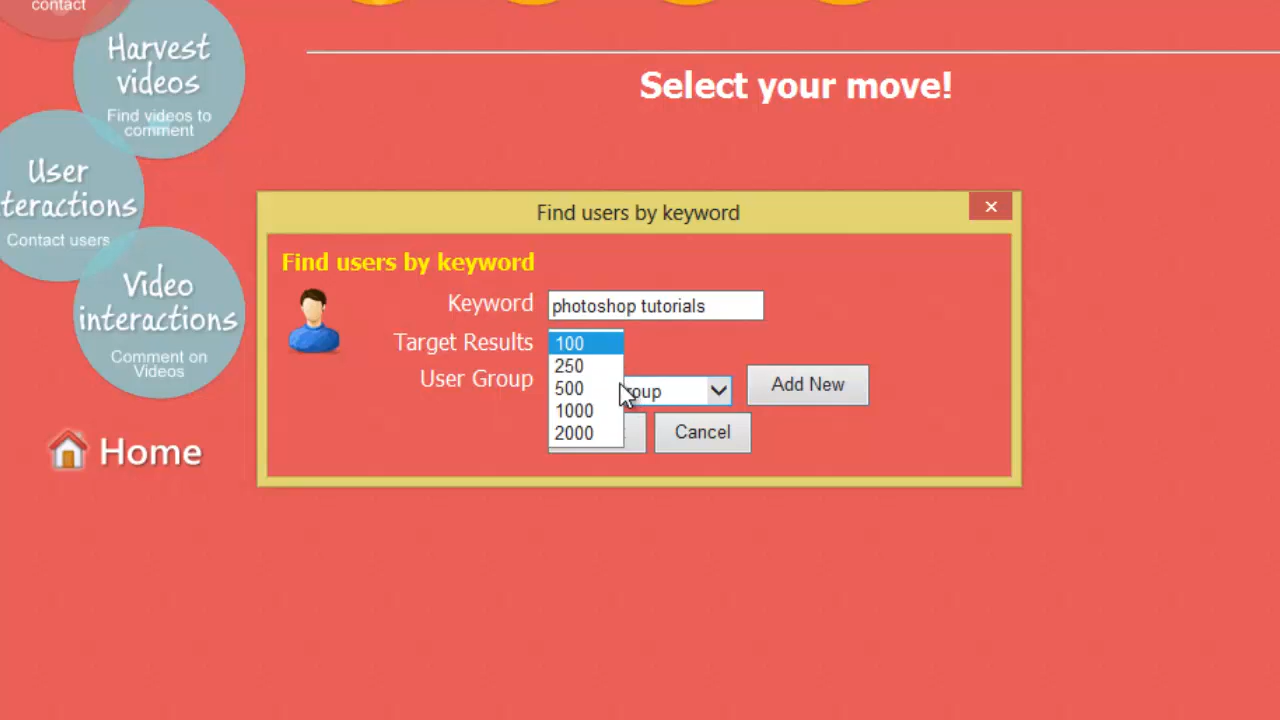 contact
Harvest
videos
Find videos to
comment
User
teractions
Contact users
Video
interactions
Comment on
Videos
Home
Select your move!
Find users by keyword
Find users by keyword
Keyword
photoshop tutorials
Target Results
100
250
500
1000
2000
User Group
roup
Add New
Cancel